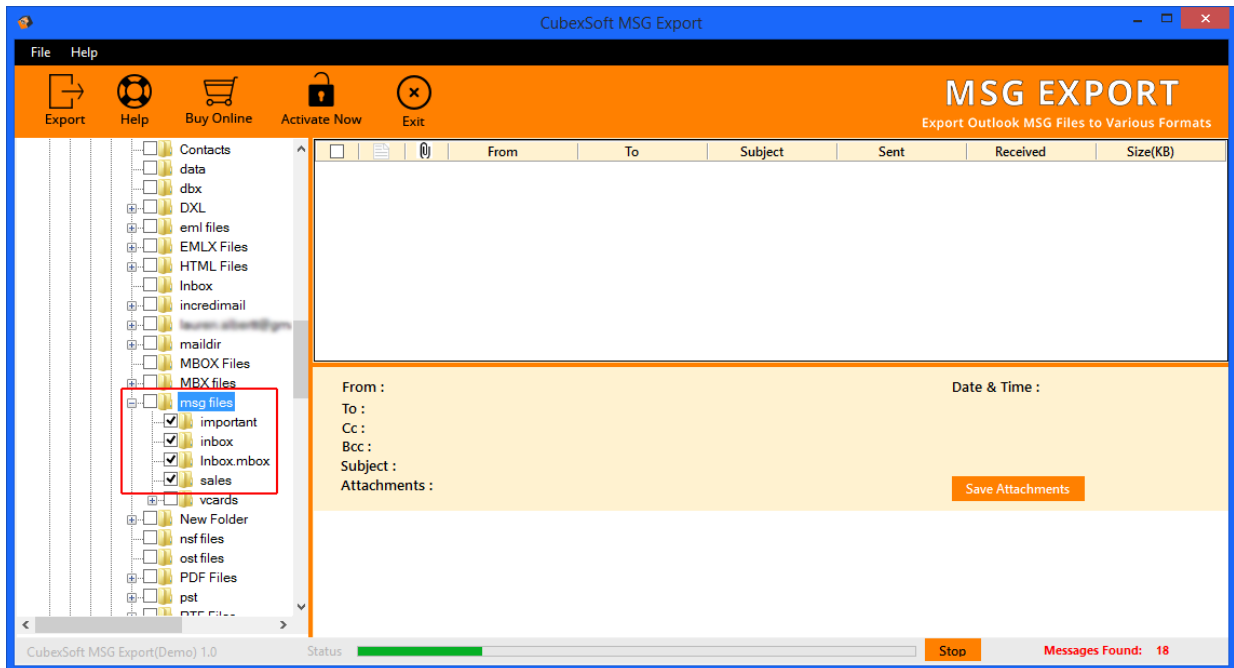 CubexSoft MSG Export
File Help
Export Help Buy Online Activate Now Exit
MSG EXPORT
Export Outlook MSG Files to Various Formats
Contacts
data
dbx
DXL
eml files
EMLX Files
HTML Files
Inbox
incredimail
maildir
MBOX Files
MBX files
msg files
important
inbox
Inbox.mbox
sales
vcards
New Folder
nsf files
ost files
PDF Files
pst
From To Subject Sent Received Size(KB)
From :
Date & Time :
To :
Cc :
Bcc :
Subject :
Attachments :
Save Attachments
CubexSoft MSG Export(Demo) 1.0 Status Stop Messages Found: 18